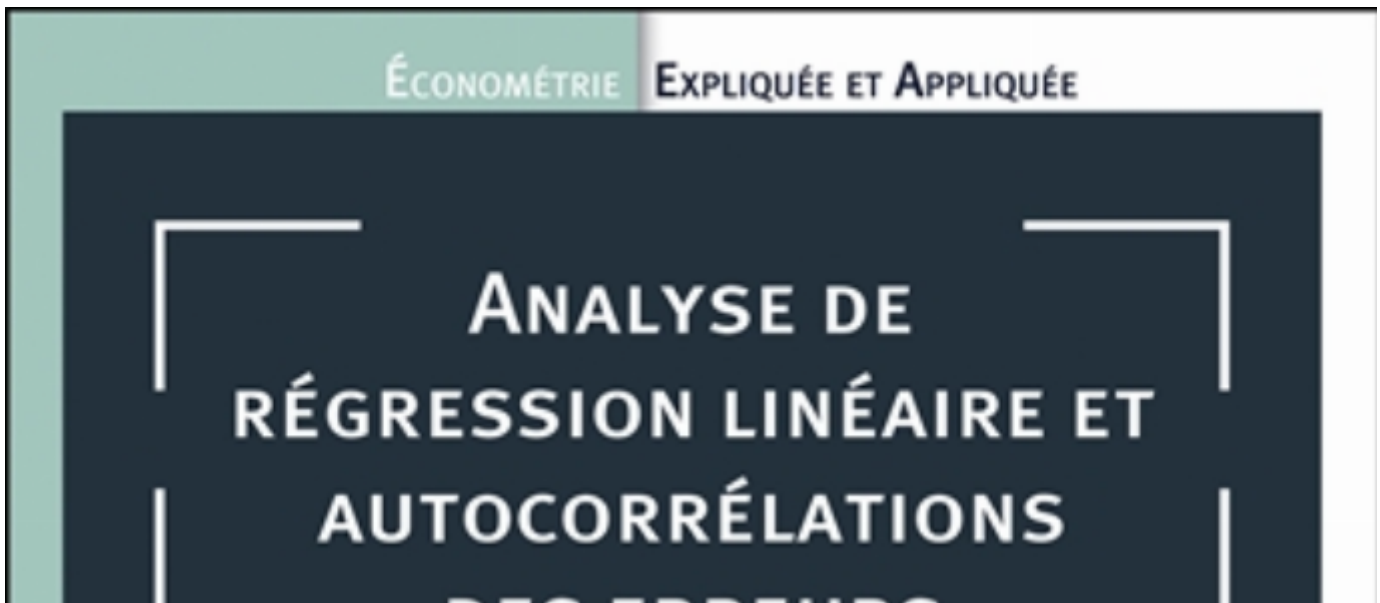 Économétrie Expliquée et Appliquée
Analyse de
régression linéaire et
autocorrélations